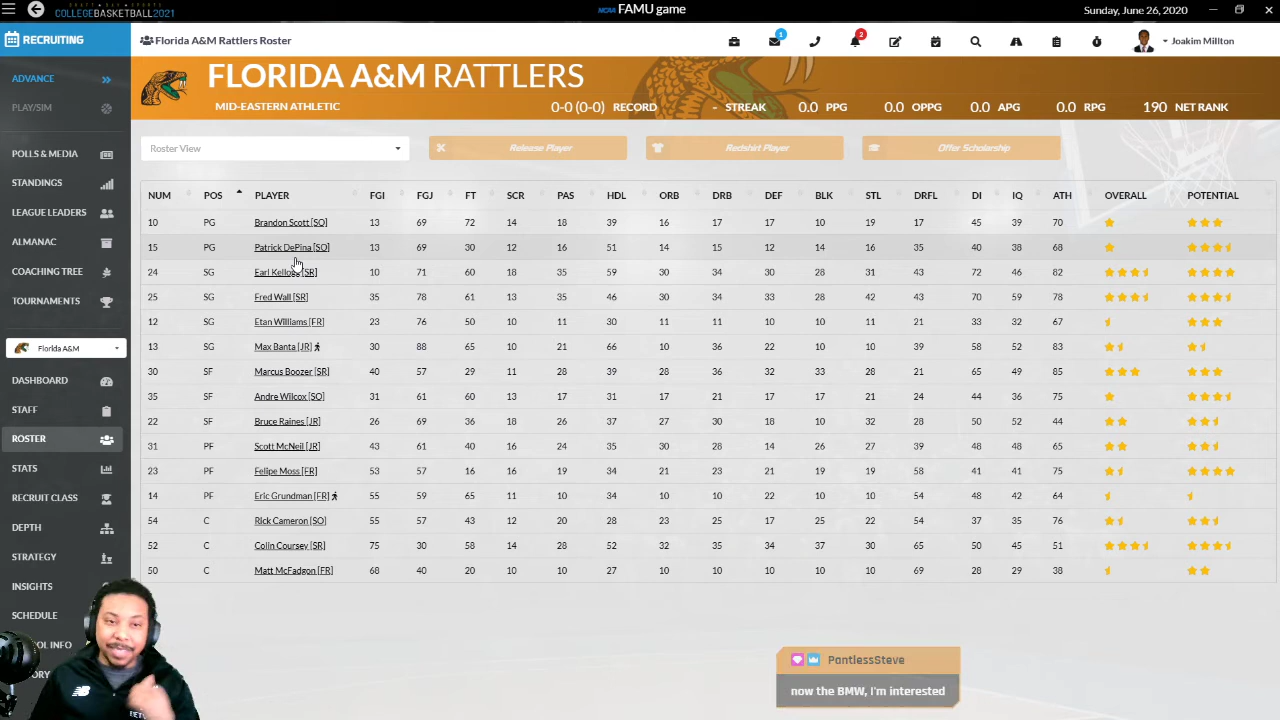 DRAFT DAY SPORTS
COLLEGEBASKETBALL2021
NCAA FAMU game
Sunday, June 26, 2020
RECRUITING
Florida A&M Rattlers Roster
1
2
Joakim Millton
ADVANCE
PLAY/SIM
POLLS & MEDIA
STANDINGS
LEAGUE LEADERS
ALMANAC
COACHING TREE
TOURNAMENTS
Florida A&M
DASHBOARD
STAFF
ROSTER
STATS
RECRUIT CLASS
DEPTH
STRATEGY
INSIGHTS
SCHEDULE
OL INFO
ORY
FLORIDA A&M RATTLERS
MID-EASTERN ATHLETIC
0-0 (0-0) RECORD - STREAK 0.0 PPG 0.0 OPPG 0.0 APG 0.0 RPG 190 NET RANK
Roster View
Release Player
Redshirt Player
Offer Scholarship
NUM POS PLAYER FGI FGJ FT SCR PAS HDL ORB DRB DEF BLK STL DRFL DI IQ ATH OVERALL POTENTIAL
10 PG Brandon Scott [SO] 13 69 72 14 18 39 16 17 17 10 19 17 45 39 70
15 PG Patrick DePina [SO] 13 69 30 12 16 51 14 15 12 14 16 35 40 38 68
24 SG Earl Kellogg [SR] 10 71 60 18 35 59 30 34 30 28 31 43 72 46 82
25 SG Fred Wall [SR] 35 78 61 13 35 46 30 34 33 28 42 43 70 59 78
12 SG Etan Williams [FR] 23 76 50 10 11 30 11 11 10 10 11 21 33 32 67
13 SG Max Banta [JR] 30 88 65 10 21 66 10 36 22 10 10 39 58 52 83
30 SF Marcus Boozer [SR] 40 57 29 11 28 39 28 36 32 33 28 21 65 49 85
35 SF Andre Wilcox [SO] 31 61 60 13 17 31 17 21 17 21 21 24 44 36 75
22 SF Bruce Raines [JR] 26 69 36 18 26 37 27 30 18 10 32 28 50 52 44
31 PF Scott McNeil [JR] 43 61 40 16 24 35 30 28 14 26 27 39 48 48 65
23 PF Felipe Moss [FR] 53 57 16 16 19 34 21 23 21 19 19 58 41 41 75
14 PF Eric Grundman [FR] 55 59 65 11 10 34 10 10 22 10 10 54 48 42 64
54 C Rick Cameron [SO] 55 57 43 12 20 28 23 25 17 25 22 54 37 35 76
52 C Colin Coursey [SR] 75 30 58 14 28 52 32 35 34 37 30 65 50 45 51
50 C Matt McFadgon [FR] 68 40 20 10 10 27 10 10 10 10 10 69 28 29 38
PantiessSteve
now the BMW, I'm interested